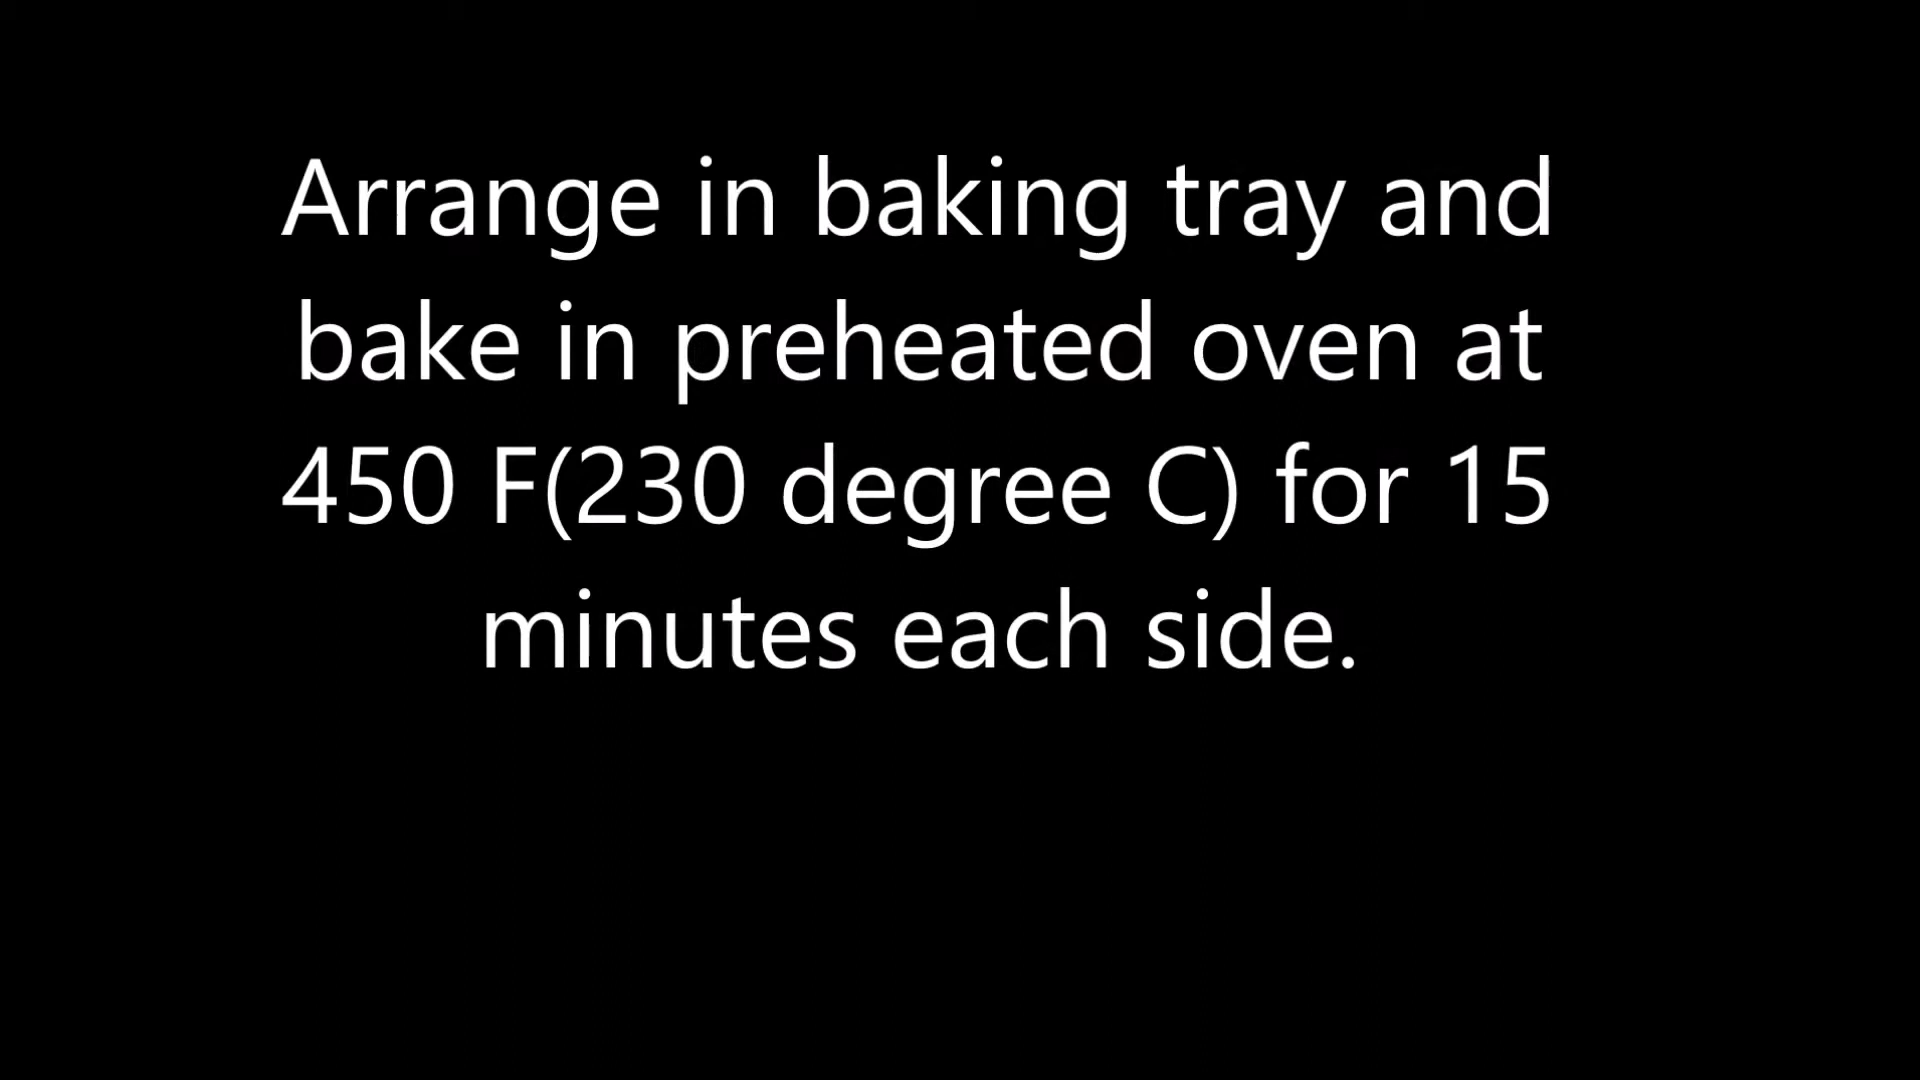 Arrange in baking tray and
bake in preheated oven at
450 F(230 degree C) for 15
minutes each side.